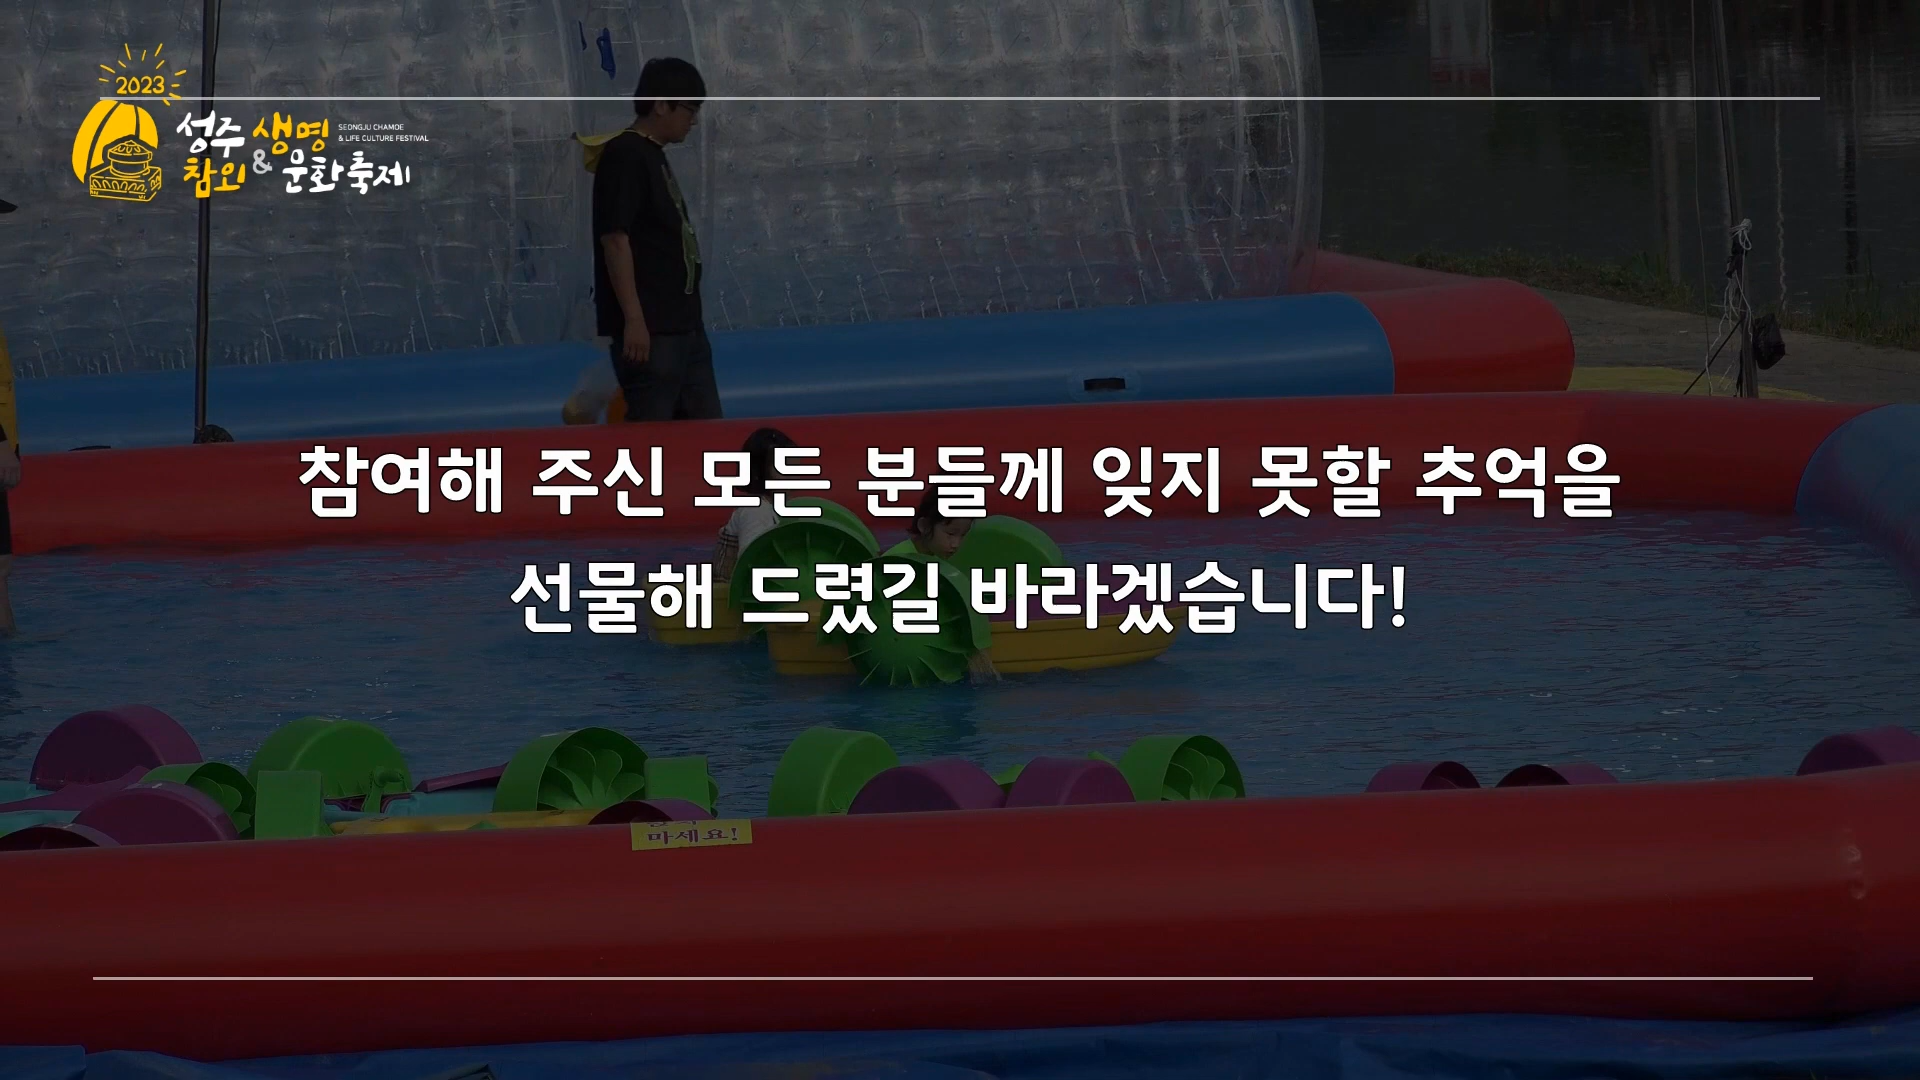 2023
성주 생명
참외 & 문화축제
SEONGJU CHAMOE
& LIFE CULTURE FESTIVAL
참여해 주신 모든 분들께 잊지 못할 추억을
선물해 드렸길 바라겠습니다!
마세요!